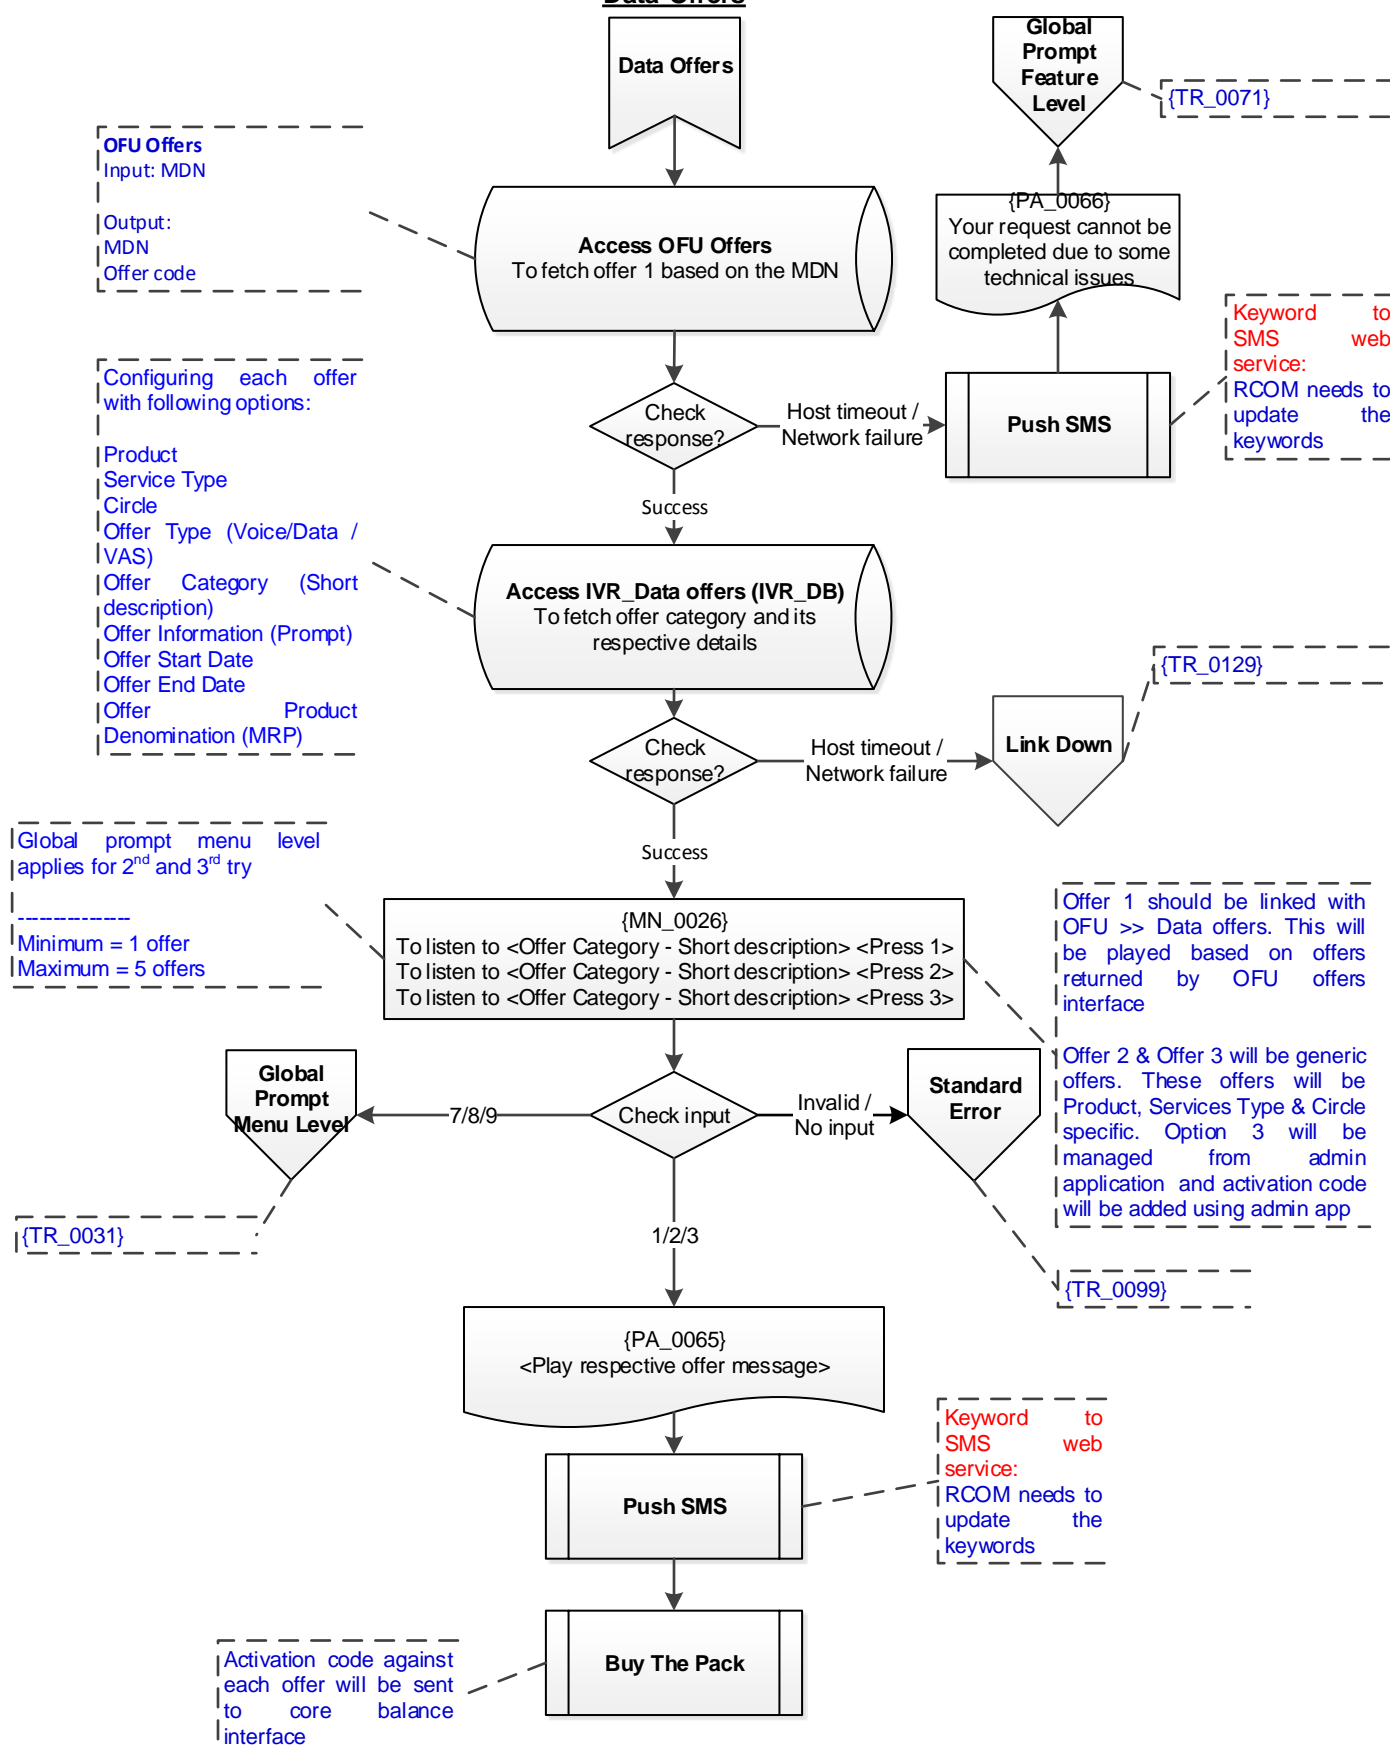 Data Offers
Data Offers
Global
Prompt
Feature
Level
{TR_0071}
OFU Offers
Input: MDN
Output:
MDN
Offer code
Access OFU Offers
To fetch offer 1 based on the MDN
{PA_0066}
Your request cannot be
completed due to some
technical issues
Keyword to
SMS web
service:
RCOM needs to
update the
keywords
Configuring each offer
with following options:
Product
Service Type
Circle
Offer Type (Voice/Data /
VAS)
Offer Category (Short
description)
Offer Information (Prompt)
Offer Start Date
Offer End Date
Offer Product
Denomination (MRP)
Check
response?
Host timeout /
Network failure
Push SMS
Success
Access IVR_Data offers (IVR_DB)
To fetch offer category and its
respective details
{TR_0129}
Check
response?
Host timeout /
Network failure
Link Down
Success
Global prompt menu level
applies for 2nd and 3rd try
----------------
Minimum = 1 offer
Maximum = 5 offers
{MN_0026}
To listen to <Offer Category - Short description> <Press 1>
To listen to <Offer Category - Short description> <Press 2>
To listen to <Offer Category - Short description> <Press 3>
Offer 1 should be linked with
OFU >> Data offers. This will
be played based on offers
returned by OFU offers
interface
Offer 2 & Offer 3 will be generic
offers. These offers will be
Product, Services Type & Circle
specific. Option 3 will be
managed from admin
application and activation code
will be added using admin app
Global
Prompt
Menu Level
7/8/9
Check input
Invalid /
No input
Standard
Error
{TR_0031}
1/2/3
{TR_0099}
{PA_0065}
<Play respective offer message>
Push SMS
Keyword to
SMS web
service:
RCOM needs to
update the
keywords
Buy The Pack
Activation code against
each offer will be sent
to core balance
interface